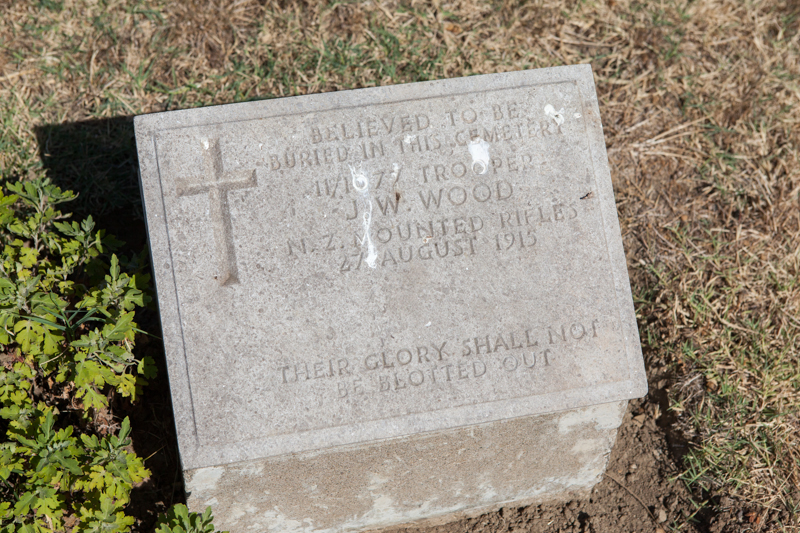 BELIEVED TO BE
BURIED IN THIS CEMETERY
TROOPER
J. W. WOOD
N. Z. MOUNTED RIFLES
27 AUGUST 1915
THEIR GLORY SHALL NOT
BE BLOTTED OUT